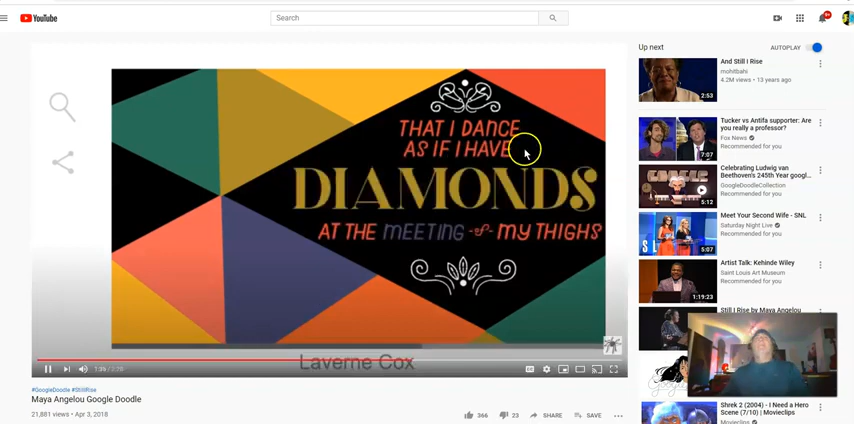 YouTube
Search
9+
THAT I DANCE
AS IF I HAVE
DIAMONDS
AT THE MEETING OF MY THIGHS
Laverne Cox
#GoogleDoodle #StillRise
Maya Angelou Google Doodle
21,881 views • Apr 3, 2018
366
23
SHARE
SAVE
Up next
AUTOPLAY
And Still I Rise
mohitbahi
4.2M views • 13 years ago
2:53
Tucker vs Antifa supporter: Are
you really a professor?
Fox News
Recommended for you
7:07
Celebrating Ludwig van
Beethoven's 245th Year googl...
GoogleDoodleCollection
Recommended for you
5:12
Meet Your Second Wife - SNL
Saturday Night Live
Recommended for you
5:07
Artist Talk: Kehinde Wiley
Saint Louis Art Museum
Recommended for you
1:19:23
Still I Rise by Maya Angelou
Shrek 2 (2004) - I Need a Hero
Scene (7/10) | Movieclips
Movieclips